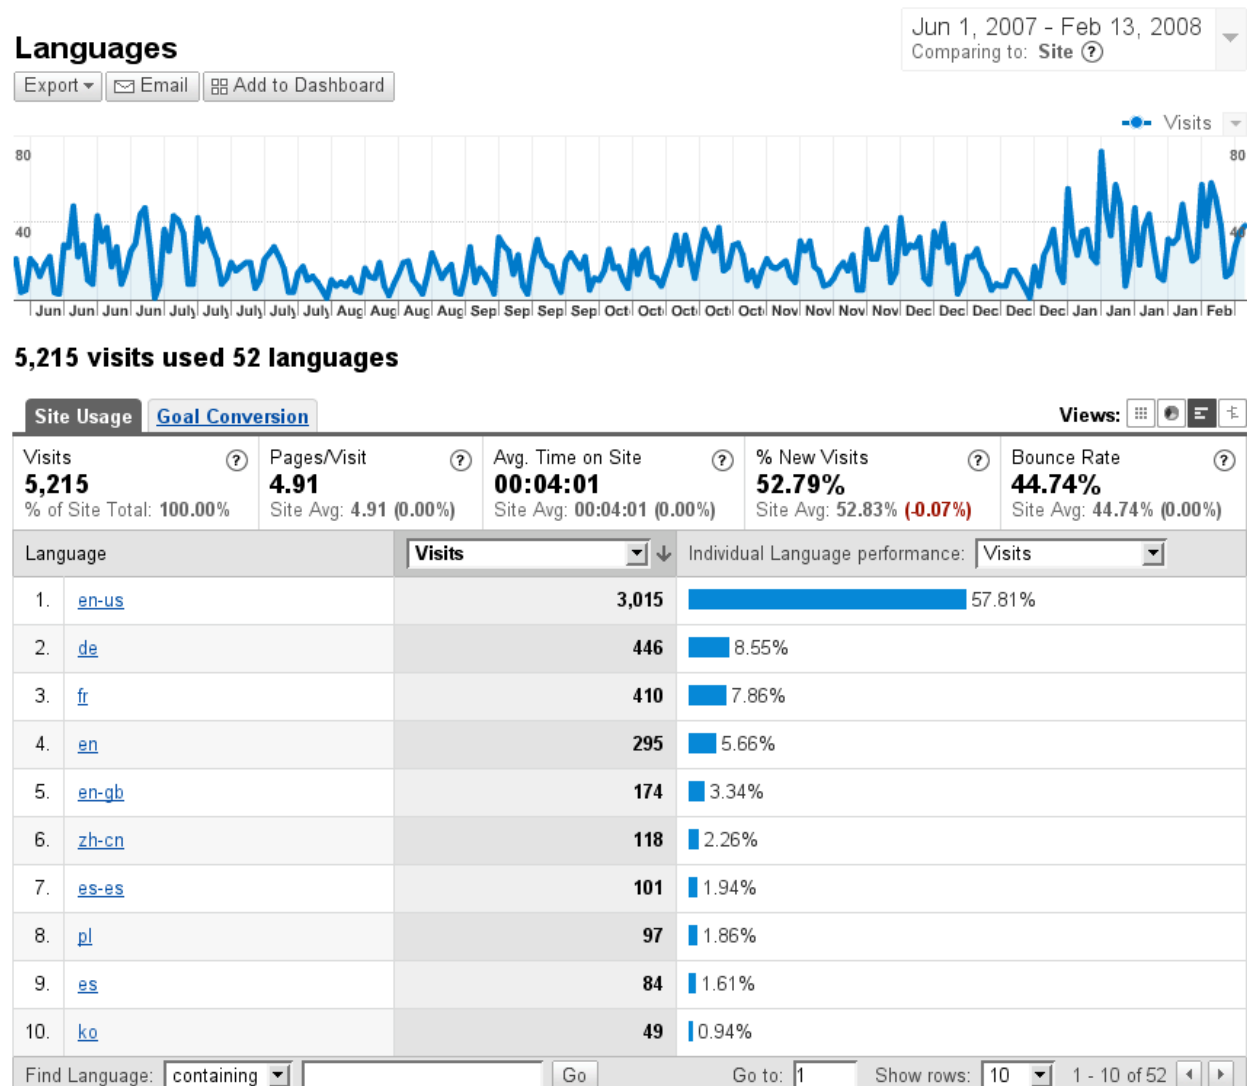 Jun 1, 2007 - Feb 13, 2008
Languages
Comparing to: Site ?
Export Email Add to Dashboard
Visits
80 80
40 40
Jun Jun Jun Jun July July July July July Aug Aug Aug Aug Sep Sep Sep Sep Oct Oct Oct Oct Oct Nov Nov Nov Nov Dec Dec Dec Dec Dec Jan Jan Jan Jan Feb
5,215 visits used 52 languages
Site Usage Goal Conversion Views:
Visits ? Pages/Visit ? Avg. Time on Site ? % New Visits ? Bounce Rate ?
5,215 4.91 00:04:01 52.79% 44.74%
% of Site Total: 100.00% Site Avg: 4.91 (0.00%) Site Avg: 00:04:01 (0.00%) Site Avg: 52.83% (-0.07%) Site Avg: 44.74% (0.00%)
Language Visits Individual Language performance: Visits
1. en-us 3,015 57.81%
2. de 446 8.55%
3. fr 410 7.86%
4. en 295 5.66%
5. en-gb 174 3.34%
6. zh-cn 118 2.26%
7. es-es 101 1.94%
8. pl 97 1.86%
9. es 84 1.61%
10. ko 49 0.94%
Find Language: containing Go Go to: 1 Show rows: 10 1 - 10 of 52